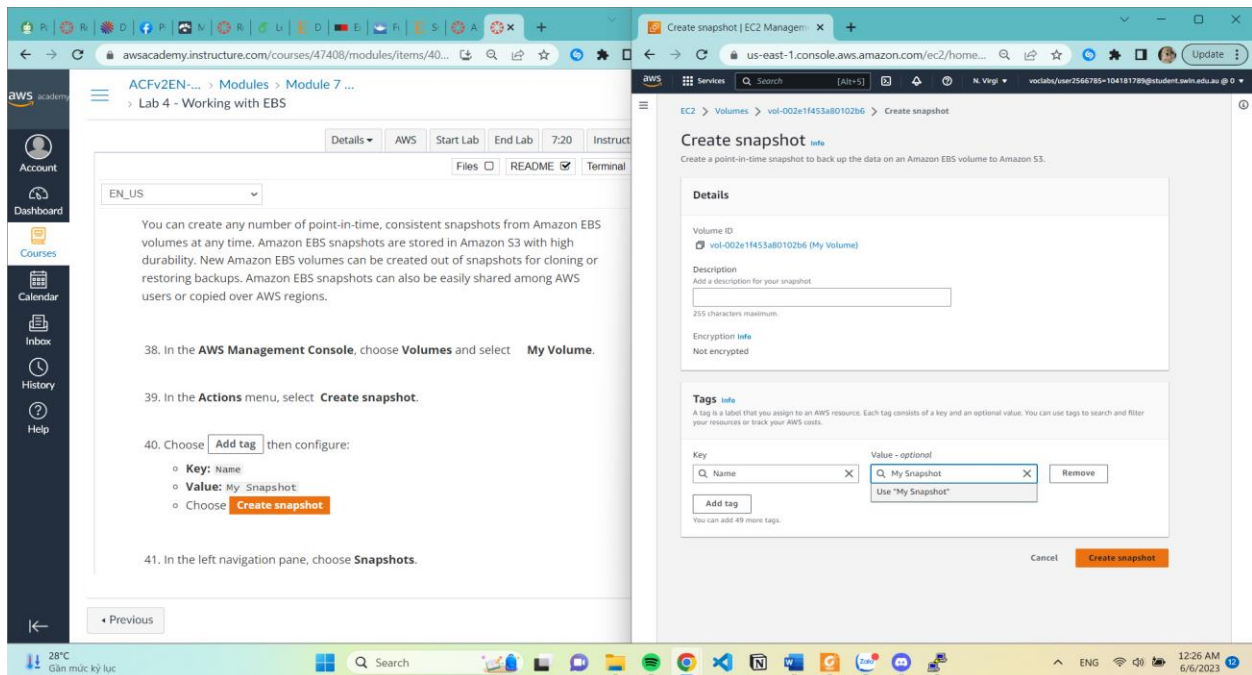 awsacademy.instructure.com/courses/47408/modules/items/40...
aws academy
Account
Dashboard
Courses
Calendar
Inbox
History
Help
ACFv2EN-... > Modules > Module 7 ...
> Lab 4 - Working with EBS
Details AWS Start Lab End Lab 7:20 Instruct
Files README Terminal
EN_US
You can create any number of point-in-time, consistent snapshots from Amazon EBS
volumes at any time. Amazon EBS snapshots are stored in Amazon S3 with high
durability. New Amazon EBS volumes can be created out of snapshots for cloning or
restoring backups. Amazon EBS snapshots can also be easily shared among AWS
users or copied over AWS regions.
38. In the AWS Management Console, choose Volumes and select My Volume.
39. In the Actions menu, select Create snapshot.
40. Choose Add tag then configure:
Key: Name
Value: My Snapshot
Choose Create snapshot
41. In the left navigation pane, choose Snapshots.
Previous
Create snapshot | EC2 Managem
us-east-1.console.aws.amazon.com/ec2/home...
Update
aws Services Search [Alt+S] N. Virgi voclabs/user2566785=104181789@student.swin.edu.au @ 0
EC2 > Volumes > vol-002e1f453a80102b6 > Create snapshot
Create snapshot Info
Create a point-in-time snapshot to back up the data on an Amazon EBS volume to Amazon S3.
Details
Volume ID
vol-002e1f453a80102b6 (My Volume)
Description
Add a description for your snapshot
255 characters maximum.
Encryption Info
Not encrypted
Tags Info
A tag is a label that you assign to an AWS resource. Each tag consists of a key and an optional value. You can use tags to search and filter
your resources or track your AWS costs.
Key Value - optional
Name My Snapshot Remove
Use "My Snapshot"
Add tag
You can add 49 more tags.
Cancel Create snapshot
28°C
Gần mức kỷ lục
Search
Zalo
ENG
12:26 AM
6/6/2023
12